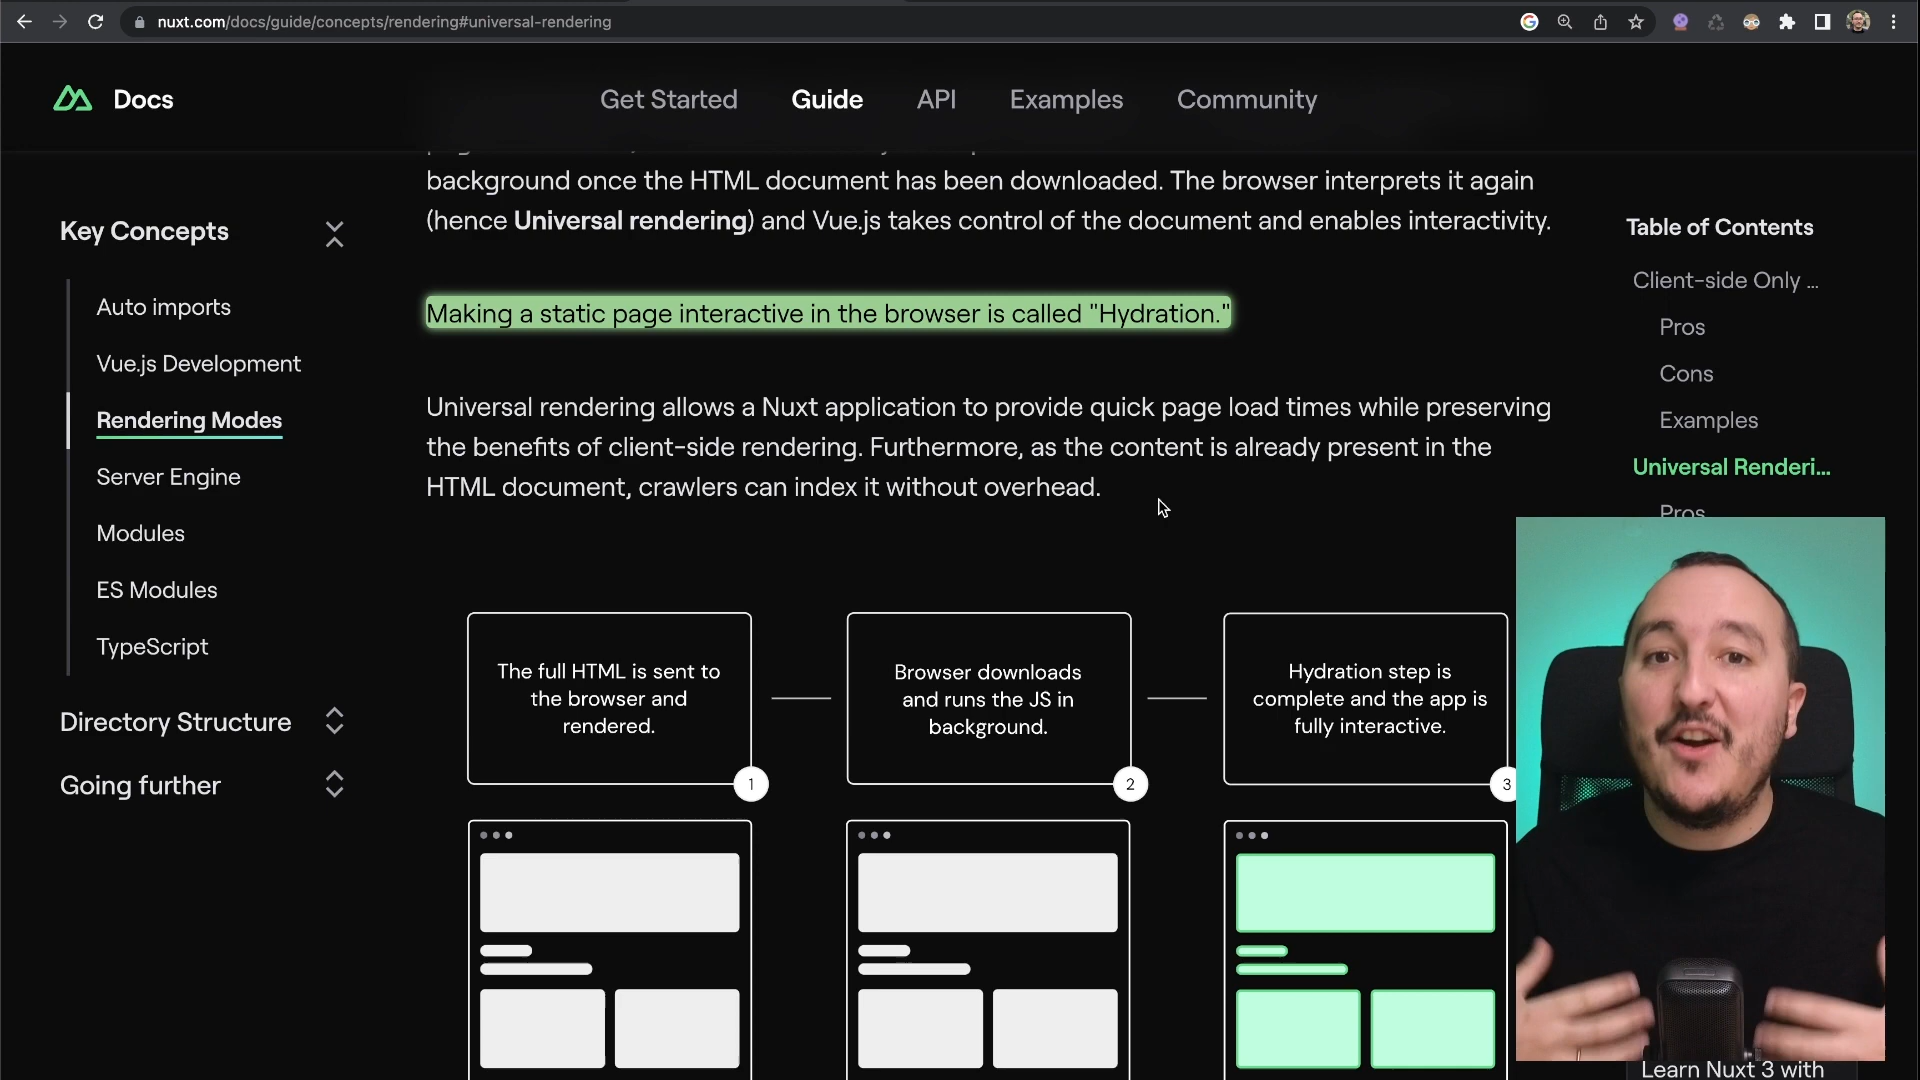 nuxt.com/docs/guide/concepts/rendering#universal-rendering
Docs
Get Started
Guide
API
Examples
Community
background once the HTML document has been downloaded. The browser interprets it again
(hence Universal rendering) and Vue.js takes control of the document and enables interactivity.
Making a static page interactive in the browser is called "Hydration."
Universal rendering allows a Nuxt application to provide quick page load times while preserving
the benefits of client-side rendering. Furthermore, as the content is already present in the
HTML document, crawlers can index it without overhead.
Key Concepts
Auto imports
Vue.js Development
Rendering Modes
Server Engine
Modules
ES Modules
TypeScript
Directory Structure
Going further
The full HTML is sent to
the browser and
rendered.
1
Browser downloads
and runs the JS in
background.
2
Hydration step is
complete and the app is
fully interactive.
3
Table of Contents
Client-side Only ...
Pros
Cons
Examples
Universal Renderi...
Pros
Learn Nuxt 3 with